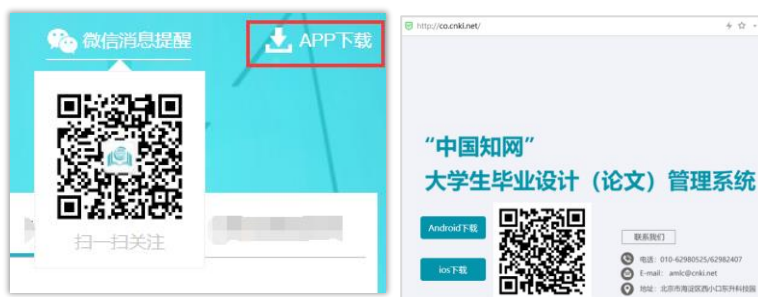 微信消息提醒
APP下载
扫一扫关注
http://co.cnki.net/
“中国知网”
大学生毕业设计（论文）管理系统
Android下载
ios下载
联系我们
电话：010-62980525/62982407
E-mail：amlc@cnki.net
地址：北京市海淀区西小口东升科技园